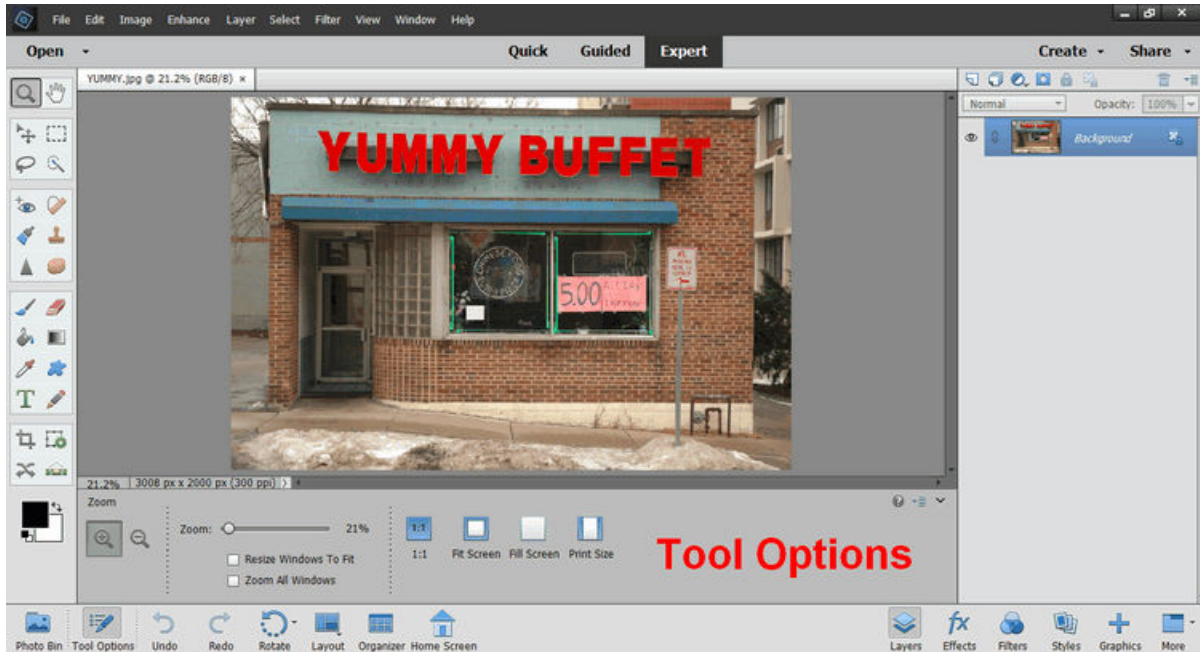 File Edit Image Enhance Layer Select Filter View Window Help
Open Quick Guided Expert Create Share
YUMMY.jpg @ 21.2% (RGB/8) ×
Normal Opacity: 100%
Background
YUMMY BUFFET
5.00
21.2% 3008 px x 2000 px (300 ppi)
Zoom
Zoom: 21%
Resize Windows To Fit
Zoom All Windows
1:1
1:1 Fit Screen Fill Screen Print Size
Tool Options
Photo Bin Tool Options Undo Redo Rotate Layout Organizer Home Screen
fx
Layers Effects Filters Styles Graphics More